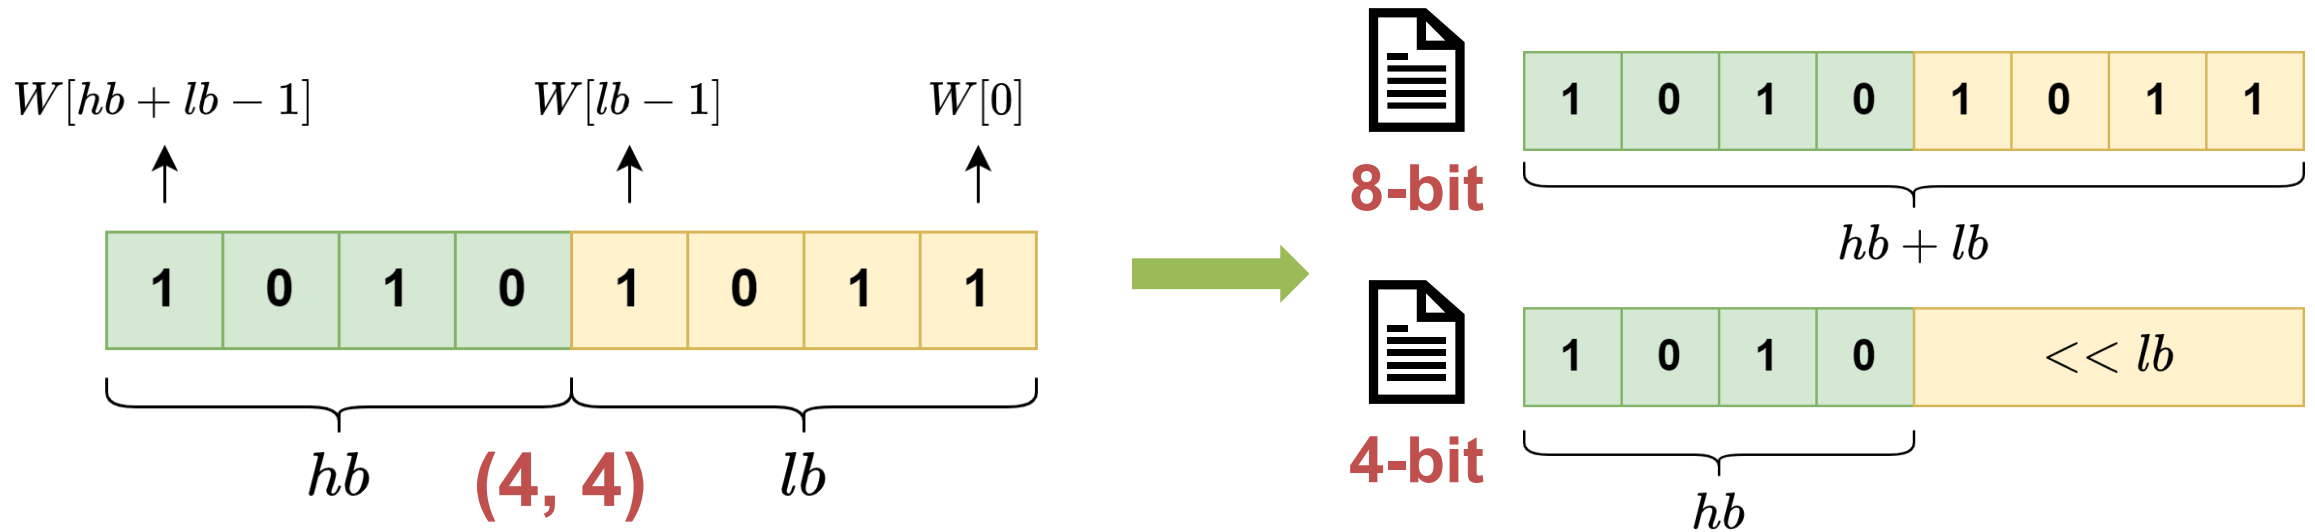 W[hb + lb − 1] W[lb − 1] W[0]
1 0 1 0 1 0 1 1
hb (4, 4) lb
8-bit
1 0 1 0 1 0 1 1
hb + lb
4-bit
1 0 1 0 << lb
hb